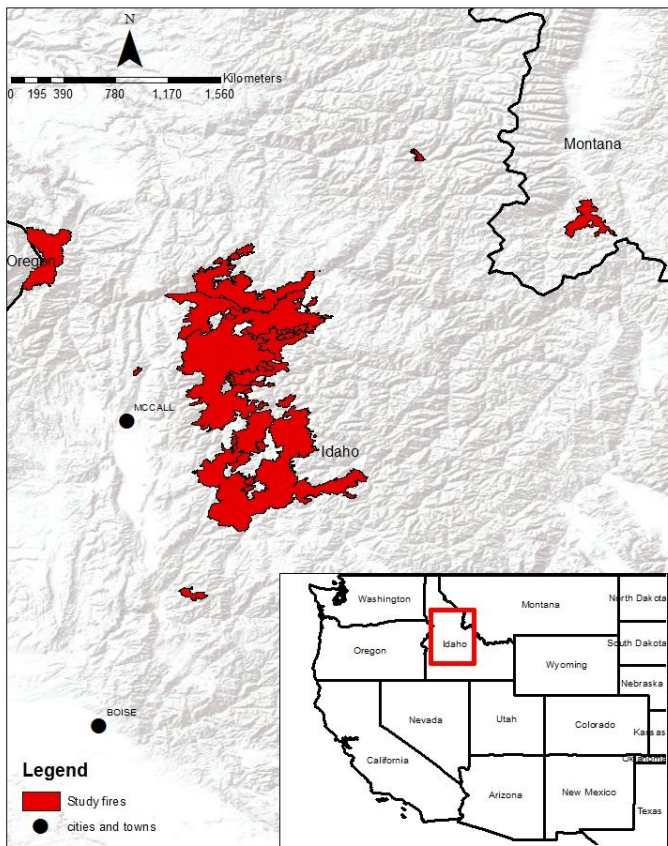 N
Kilometers
0 195 390 780 1,170 1,560
Montana
Oregon
MCCALL
Idaho
BOISE
Legend
Study fires
cities and towns
Washington
Montana
North Dakota
Oregon
Idaho
South Dakota
Wyoming
Nebraska
Nevada
Utah
Colorado
Kansas
California
Oklahoma
Arizona
New Mexico
Texas